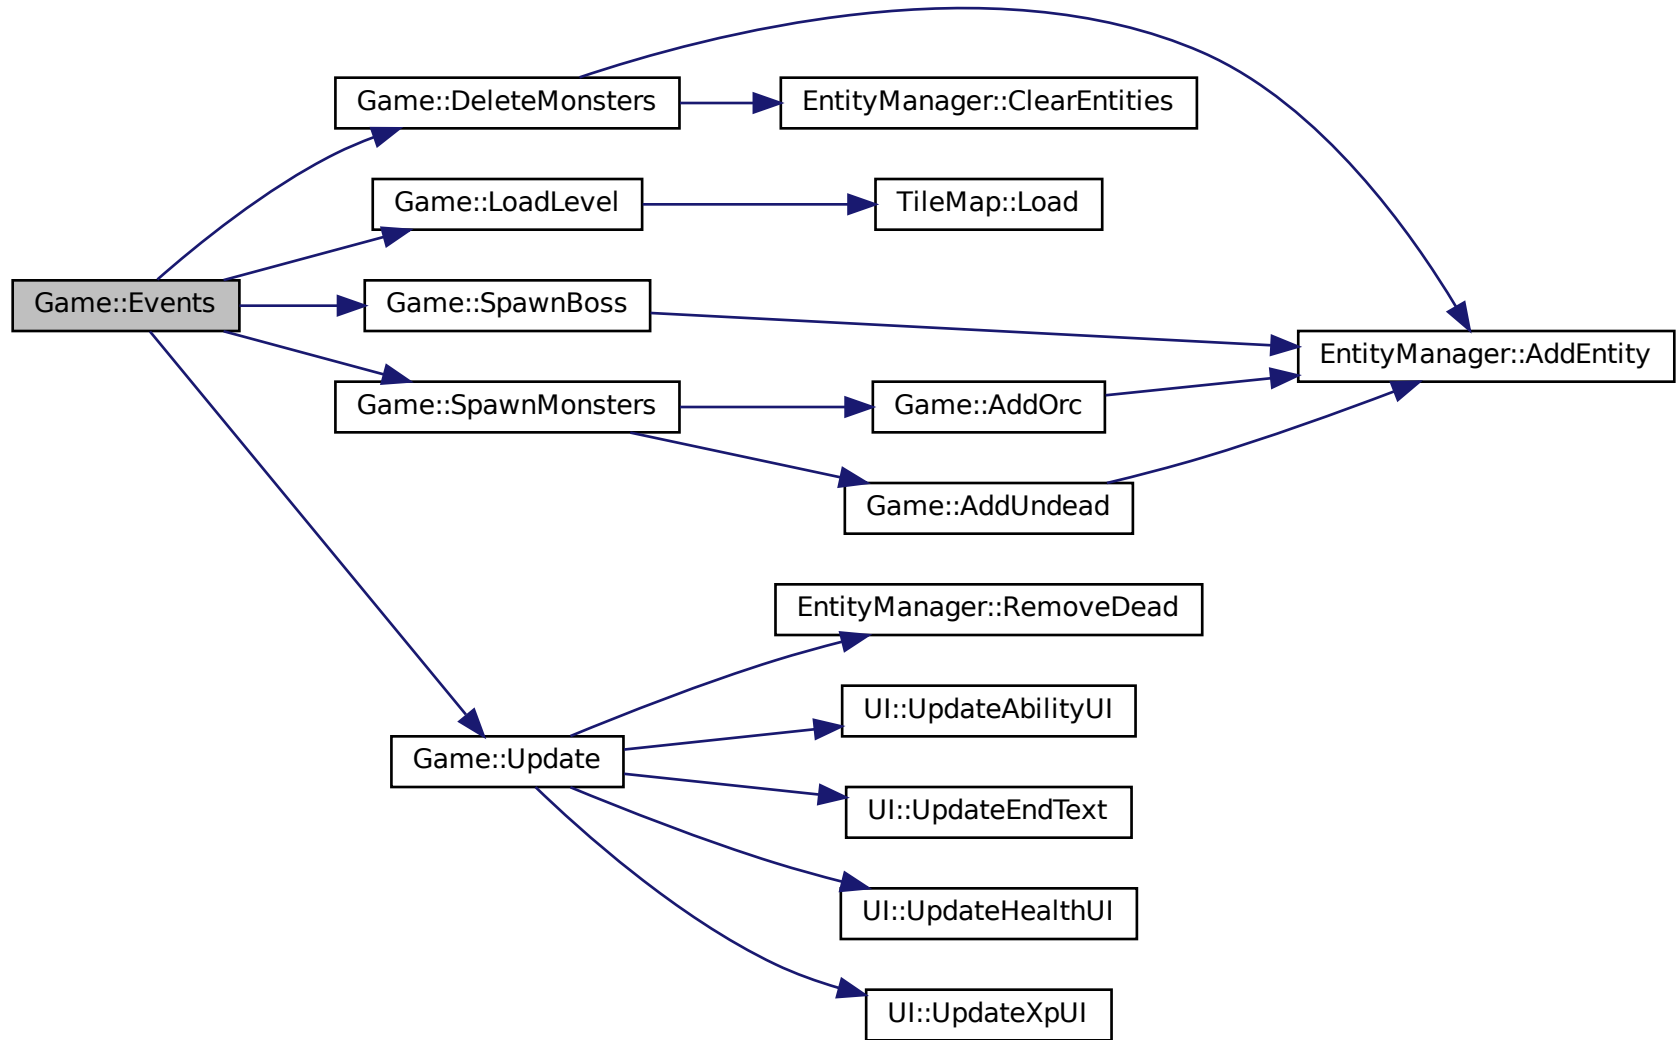 Game::DeleteMonsters
EntityManager::ClearEntities
Game::LoadLevel
TileMap::Load
Game::Events
Game::SpawnBoss
EntityManager::AddEntity
Game::SpawnMonsters
Game::AddOrc
Game::AddUndead
EntityManager::RemoveDead
UI::UpdateAbilityUI
Game::Update
UI::UpdateEndText
UI::UpdateHealthUI
UI::UpdateXpUI